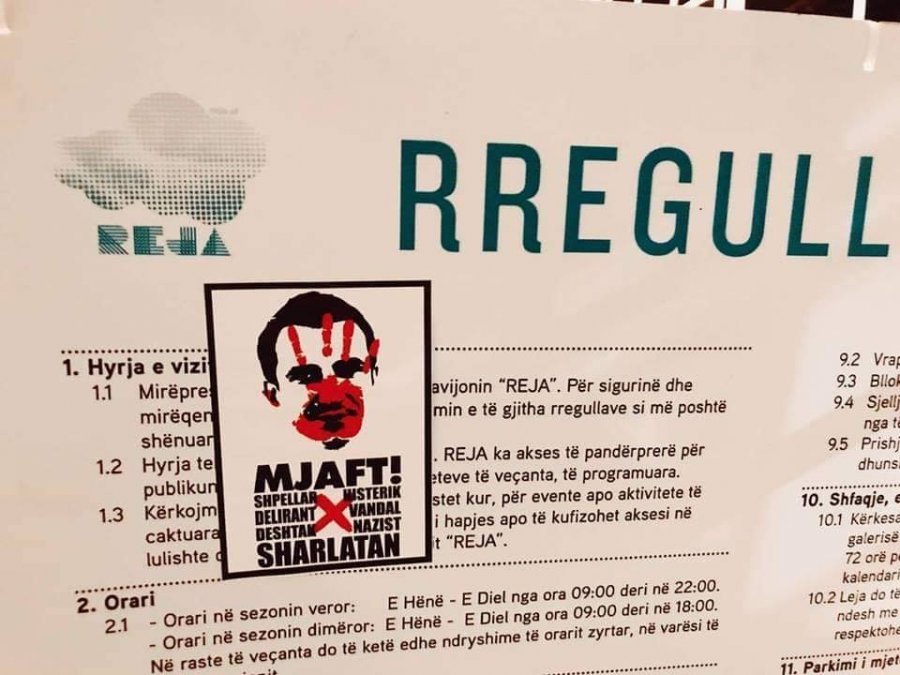 REJA
RREGULL
1. Hyrja e vizi
1.1 Mirëpre avijonin “REJA”. Për sigurinë dhe
mirëqen min e të gjitha rregullave si më poshtë
shënuar
1.2 Hyrja te . REJA ka akses të pandërprerë për
publikun eteve të veçanta, të programuara.
1.3 Kërkojm stet kur, për evente apo aktivitete të
caktuara i hapjes apo të kufizohet aksesi në
lulishte it “REJA”.
MJAFT!
SHPELLAR HISTERIK
DELIRANT VANDAL
DESHTAK NAZIST
SHARLATAN
2. Orari
2.1 - Orari në sezonin veror: E Hënë - E Diel nga ora 09:00 deri në 22:00.
- Orari në sezonin dimëror: E Hënë - E Diel nga ora 09:00 deri në 18:00.
Në raste të veçanta do të ketë edhe ndryshime të orarit zyrtar, në varësi të
9.2 Vrap
9.3 Bllok
9.4 Sjellj
nga të
9.5 Prishj
dhuns
10. Shfaqje, e
10.1 Kërkesa
galerisë
72 orë pë
kalendari
10.2 Leja do të
ndesh me
respektohe
11. Parkimi i mjet